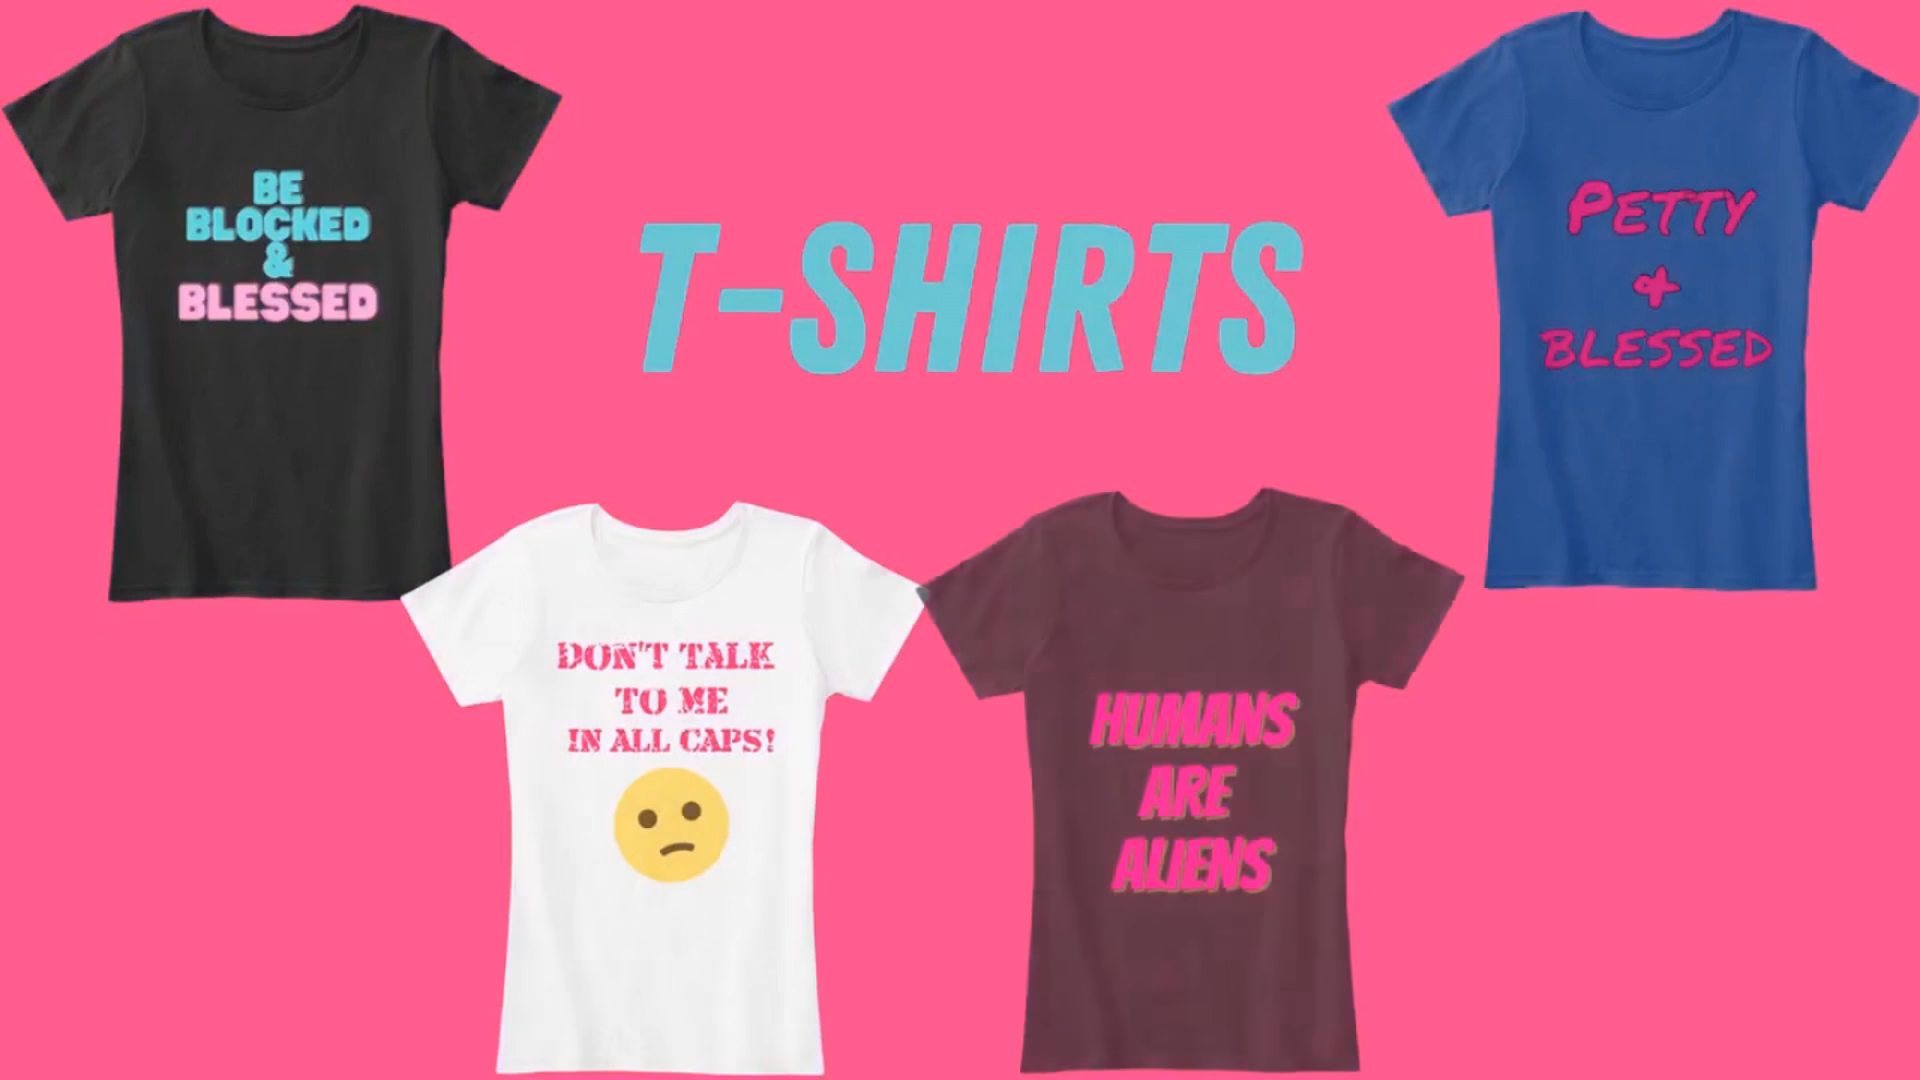 BE
BLOCKED
&
BLESSED
T-SHIRTS
PETTY
&
BLESSED
DON'T TALK
TO ME
IN ALL CAPS!
HUMANS
ARE
ALIENS